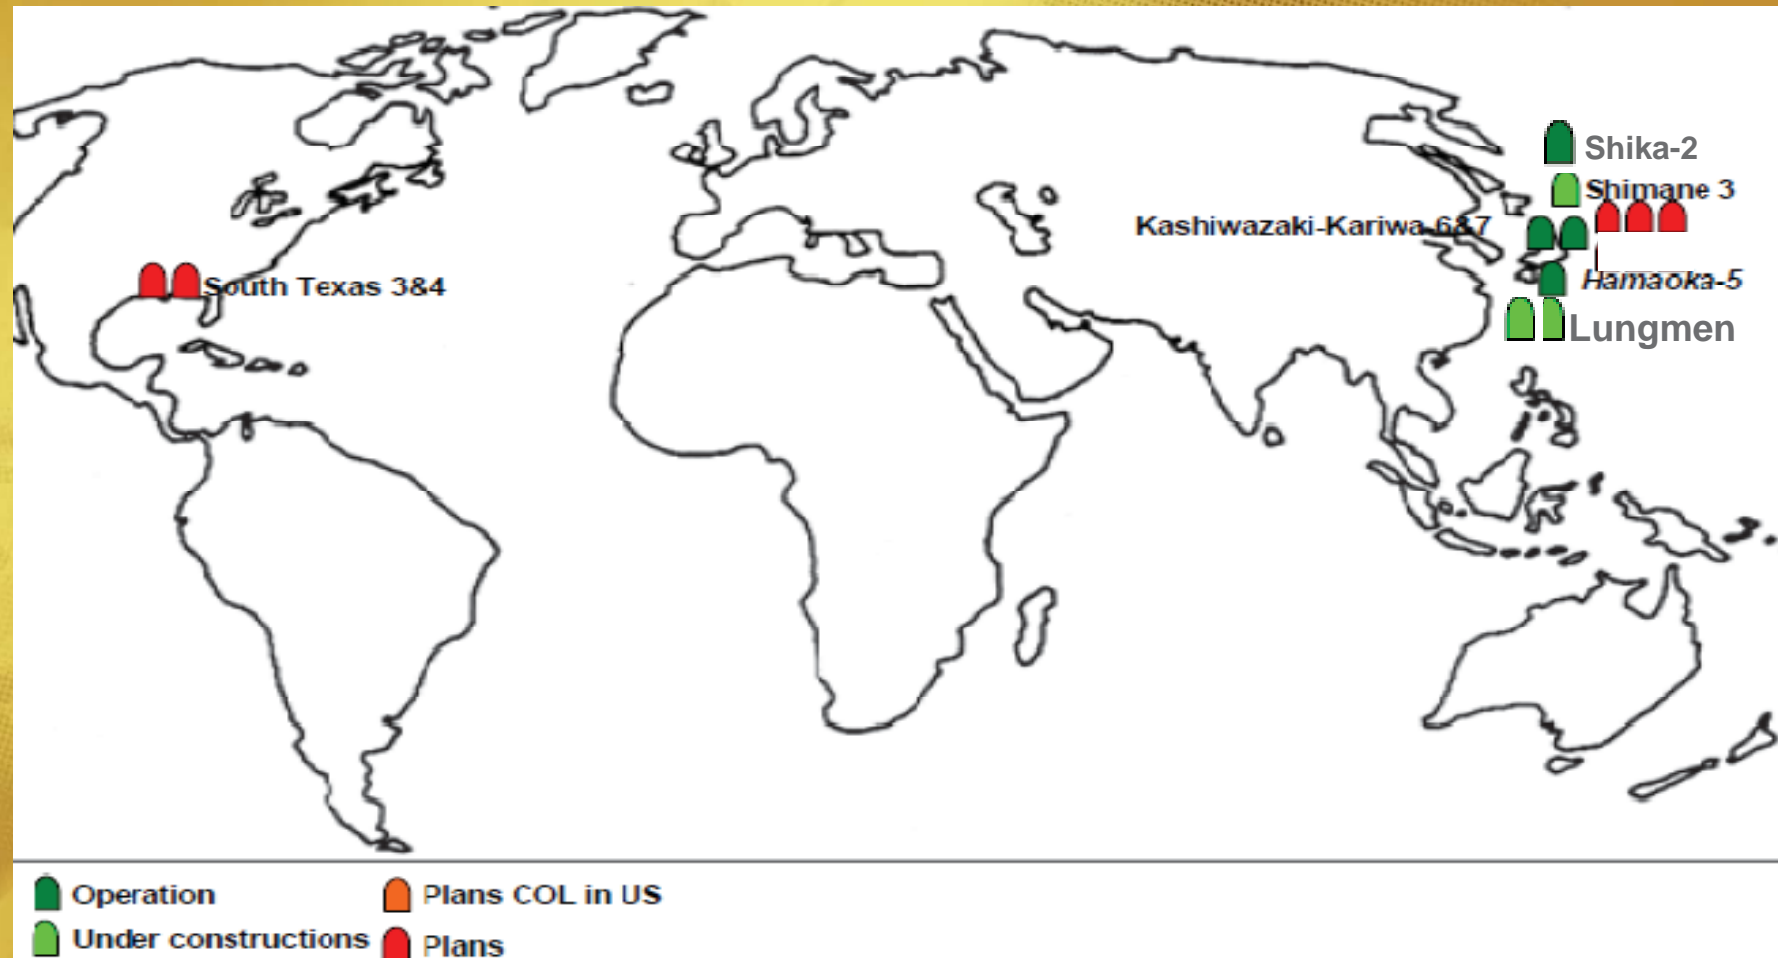 Shika-2
Shimane 3
Kashiwazaki-Kariwa 6&7
South Texas 3&4
Hamaoka-5
Lungmen
Operation
Plans COL in US
Under constructions
Plans